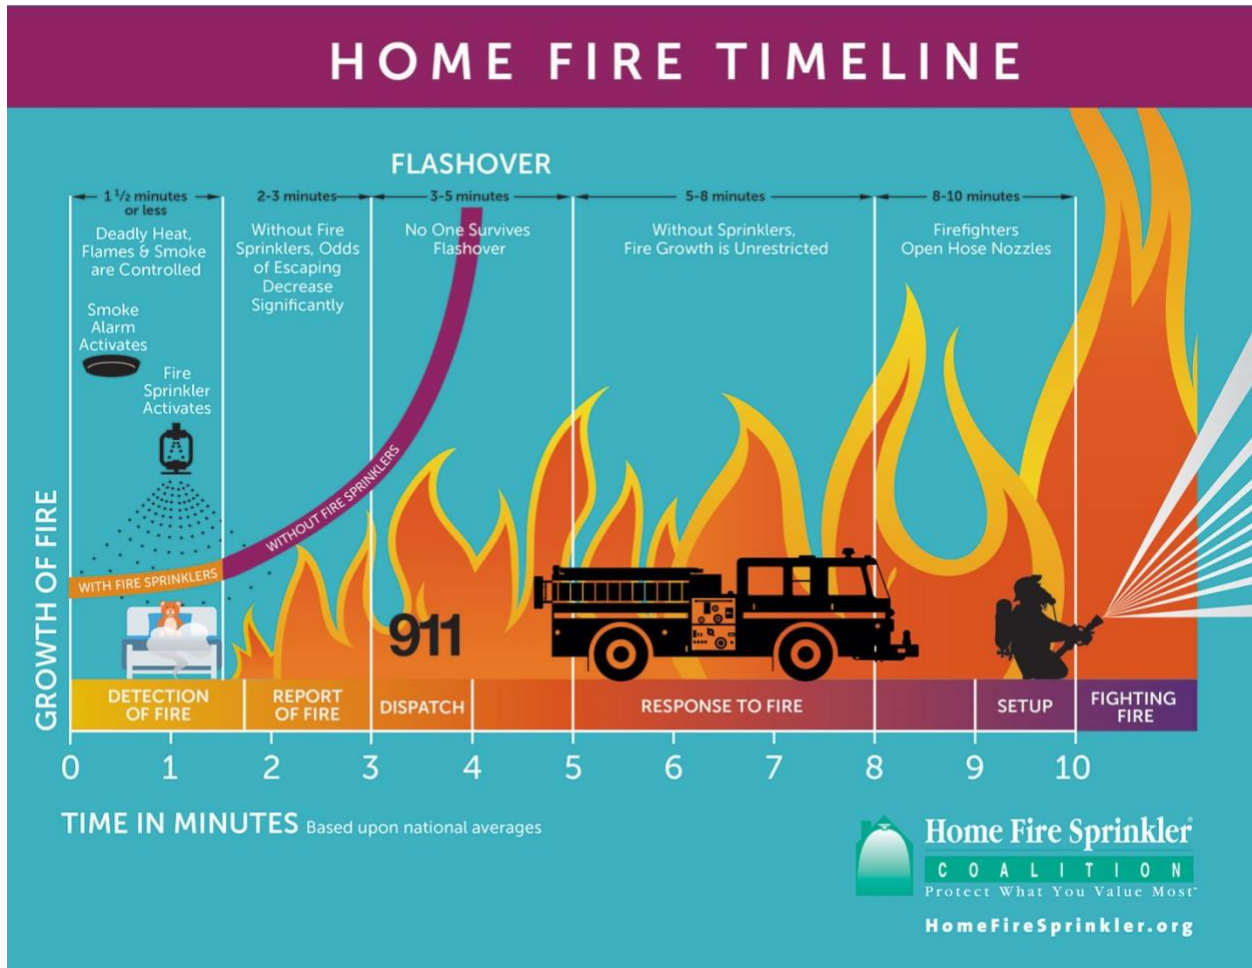 HOME FIRE TIMELINE
FLASHOVER
1 ½ minutes
or less
Deadly Heat,
Flames & Smoke
are Controlled
2-3 minutes
Without Fire
Sprinklers, Odds
of Escaping
Decrease
Significantly
3-5 minutes
No One Survives
Flashover
5-8 minutes
Without Sprinklers,
Fire Growth is Unrestricted
8-10 minutes
Firefighters
Open Hose Nozzles
Smoke
Alarm
Activates
Fire
Sprinkler
Activates
GROWTH OF FIRE
WITH FIRE SPRINKLERS
WITHOUT FIRE SPRINKLERS
911
DETECTION
OF FIRE
REPORT
OF FIRE
DISPATCH
RESPONSE TO FIRE
SETUP
FIGHTING
FIRE
0 1 2 3 4 5 6 7 8 9 10
TIME IN MINUTES Based upon national averages
Home Fire Sprinkler®
COALITION
Protect What You Value Most™
HomeFireSprinkler.org